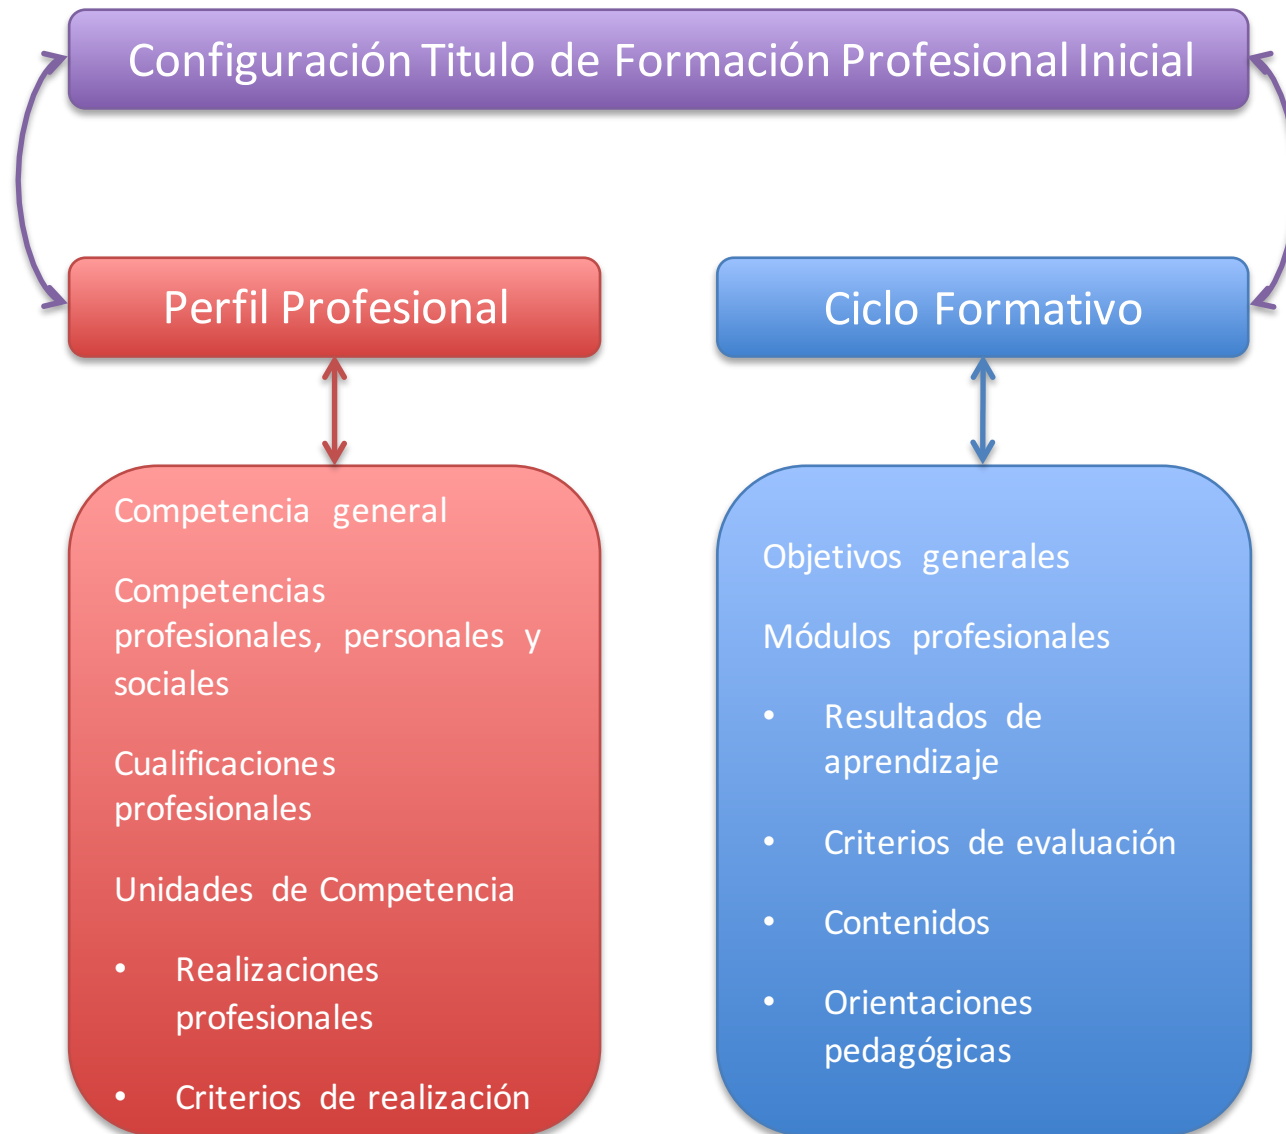 Configuración Titulo de Formación Profesional Inicial
Perfil Profesional
Competencia general
Competencias
profesionales, personales y
sociales
Cualificaciones
profesionales
Unidades de Competencia
• Realizaciones
profesionales
• Criterios de realización
Ciclo Formativo
Objetivos generales
Módulos profesionales
• Resultados de
aprendizaje
• Criterios de evaluación
• Contenidos
• Orientaciones
pedagógicas